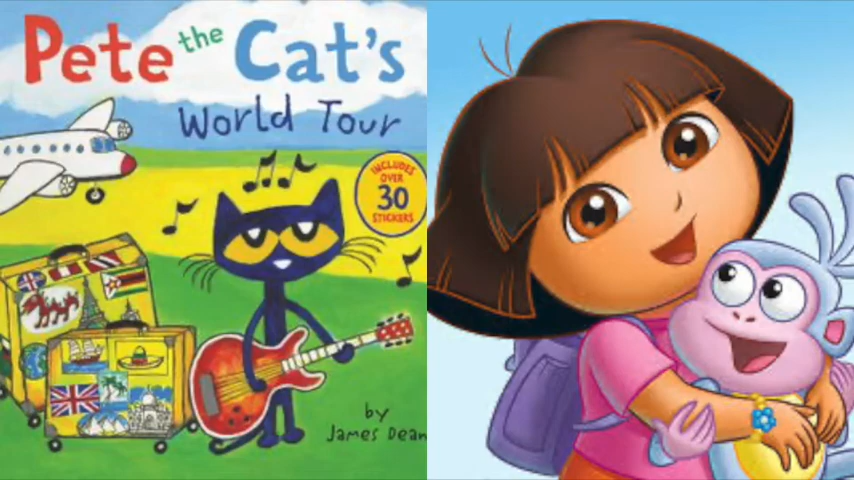 Pete the Cat's
World Tour
INCLUDES
OVER
30
STICKERS
by
James Dean